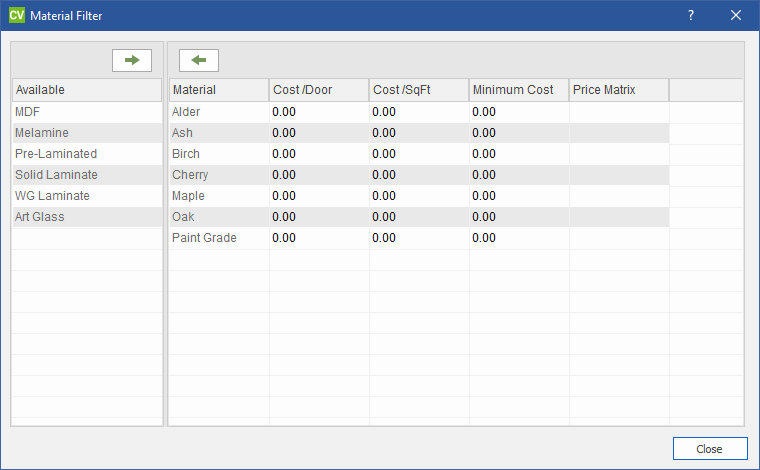 CV Material Filter ?
Available
MDF
Melamine
Pre-Laminated
Solid Laminate
WG Laminate
Art Glass
Material Cost /Door Cost /SqFt Minimum Cost Price Matrix
Alder 0.00 0.00 0.00
Ash 0.00 0.00 0.00
Birch 0.00 0.00 0.00
Cherry 0.00 0.00 0.00
Maple 0.00 0.00 0.00
Oak 0.00 0.00 0.00
Paint Grade 0.00 0.00 0.00
Close